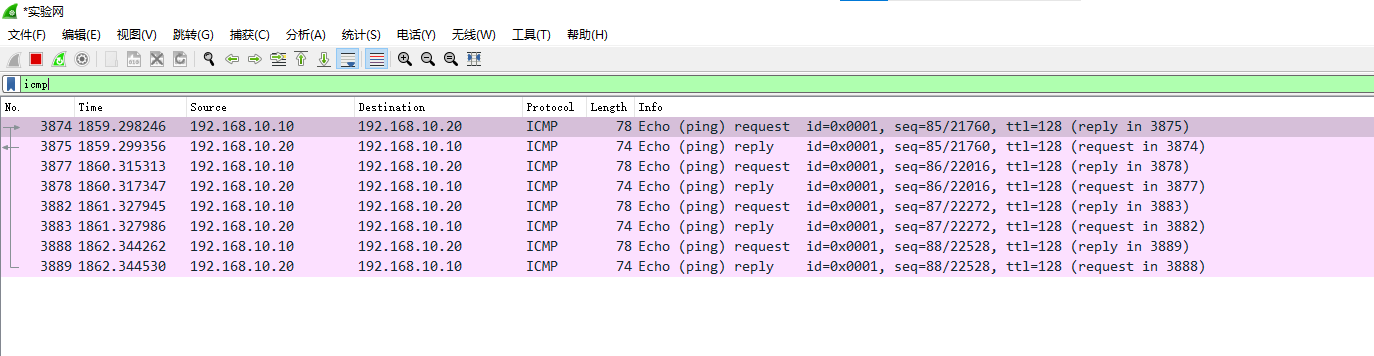 *实验网
文件(F) 编辑(E) 视图(V) 跳转(G) 捕获(C) 分析(A) 统计(S) 电话(Y) 无线(W) 工具(T) 帮助(H)
icmp
No. Time Source Destination Protocol Length Info
3874 1859.298246 192.168.10.10 192.168.10.20 ICMP 78 Echo (ping) request id=0x0001, seq=85/21760, ttl=128 (reply in 3875)
3875 1859.299356 192.168.10.20 192.168.10.10 ICMP 74 Echo (ping) reply id=0x0001, seq=85/21760, ttl=128 (request in 3874)
3877 1860.315313 192.168.10.10 192.168.10.20 ICMP 78 Echo (ping) request id=0x0001, seq=86/22016, ttl=128 (reply in 3878)
3878 1860.317347 192.168.10.20 192.168.10.10 ICMP 74 Echo (ping) reply id=0x0001, seq=86/22016, ttl=128 (request in 3877)
3882 1861.327945 192.168.10.10 192.168.10.20 ICMP 78 Echo (ping) request id=0x0001, seq=87/22272, ttl=128 (reply in 3883)
3883 1861.327986 192.168.10.20 192.168.10.10 ICMP 74 Echo (ping) reply id=0x0001, seq=87/22272, ttl=128 (request in 3882)
3888 1862.344262 192.168.10.10 192.168.10.20 ICMP 78 Echo (ping) request id=0x0001, seq=88/22528, ttl=128 (reply in 3889)
3889 1862.344530 192.168.10.20 192.168.10.10 ICMP 74 Echo (ping) reply id=0x0001, seq=88/22528, ttl=128 (request in 3888)